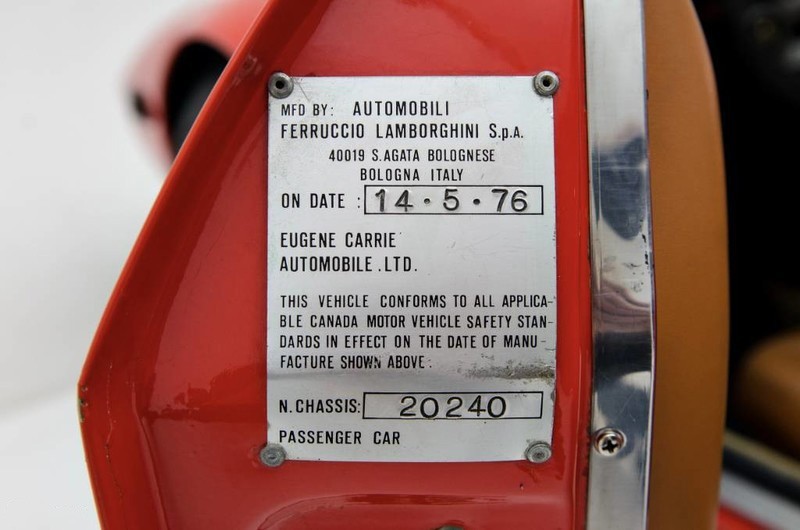 MFD BY: AUTOMOBILI
FERRUCCIO LAMBORGHINI S.p.A.
40019 S.AGATA BOLOGNESE
BOLOGNA ITALY
ON DATE : 14·5·76
EUGENE CARRIE
AUTOMOBILE .LTD.
THIS VEHICLE CONFORMS TO ALL APPLICA-
BLE CANADA MOTOR VEHICLE SAFETY STAN-
DARDS IN EFFECT ON THE DATE OF MANU-
FACTURE SHOWN ABOVE.
N.CHASSIS: 20240
PASSENGER CAR